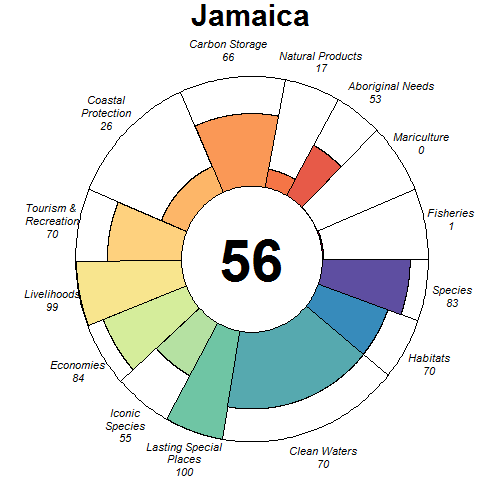 Jamaica
Carbon Storage
66
Natural Products
17
Aboriginal Needs
53
Mariculture
0
Fisheries
1
Species
83
Habitats
70
Clean Waters
70
Lasting Special
Places
100
Iconic
Species
55
Economies
84
Livelihoods
99
Tourism &
Recreation
70
Coastal
Protection
26
56